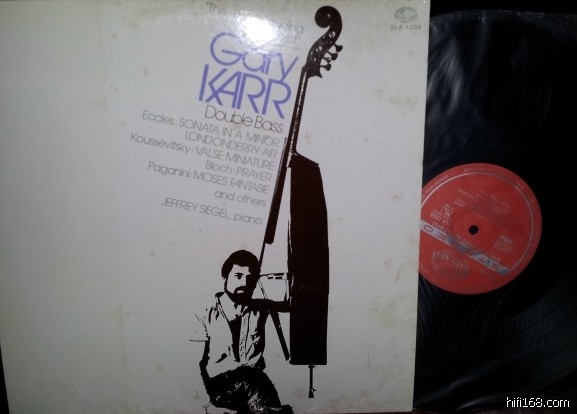 Gary
KARR
Double Bass
Eccles: SONATA IN A MINOR
LONDONDERRY AIR
Koussevitsky: VALSE MINIATURE
Bloch: PRAYER
Paganini: MOSES FANTASIE
and others
JEFFREY SIEGEL, piano
hifi168.com